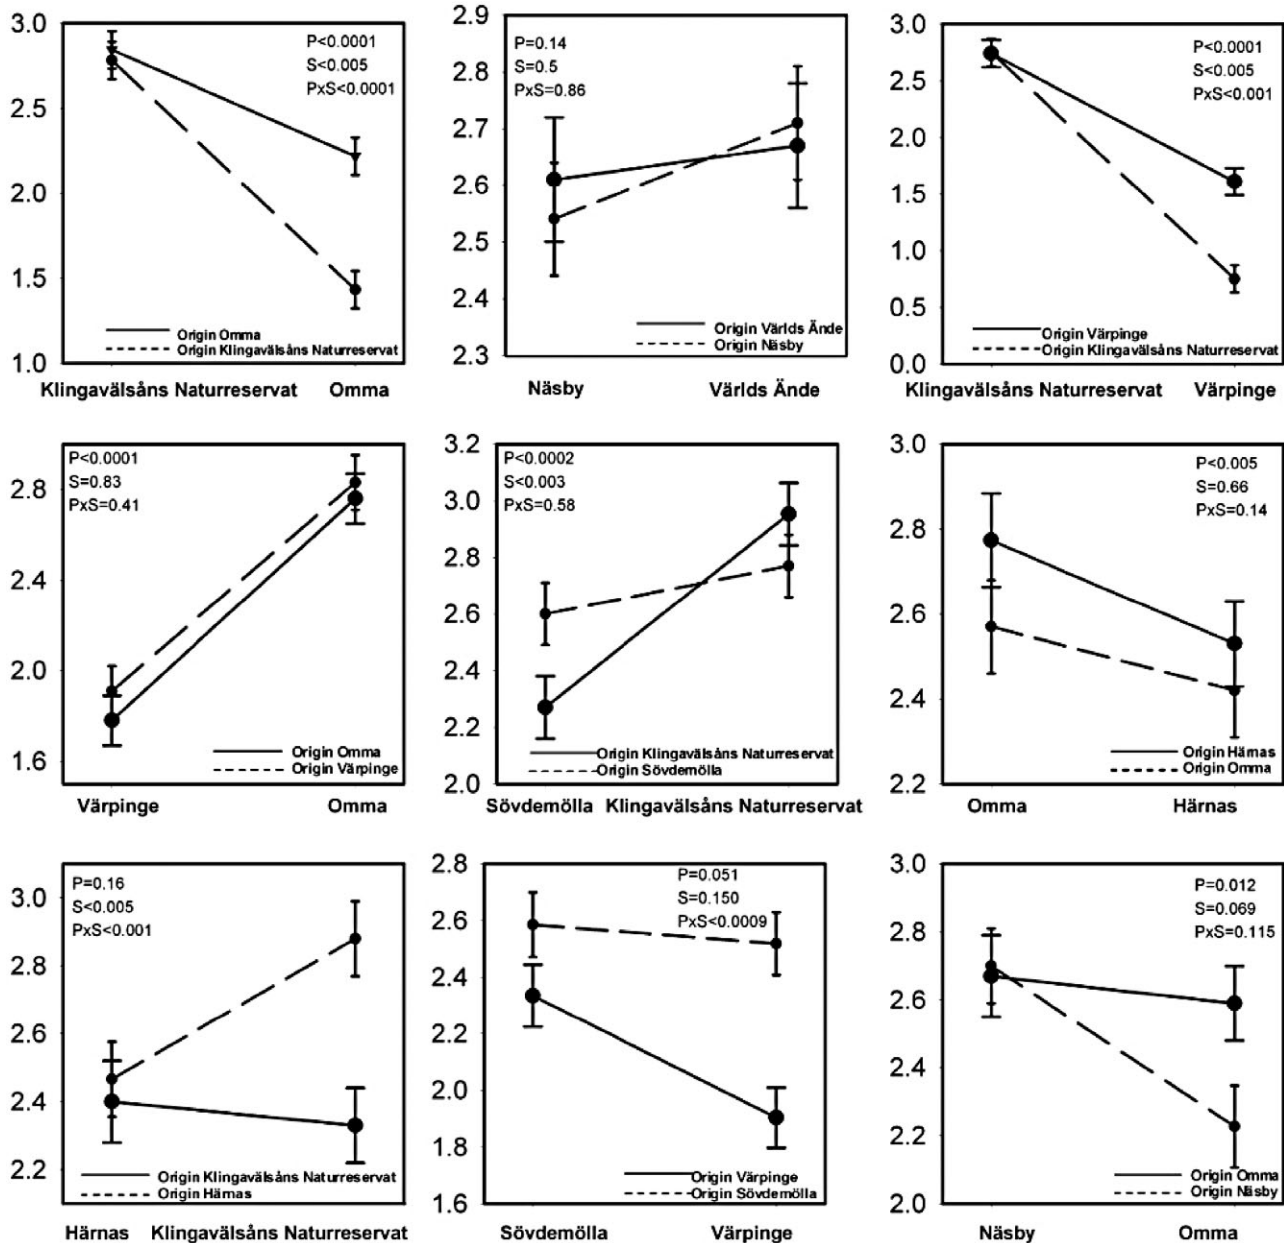 3.0
2.5
2.0
1.5
1.0
P<0.0001
S<0.005
PxS<0.0001
Origin Omma
Origin Klingavälsåns Naturreservat
Klingavälsåns Naturreservat
Omma
2.9
2.8
2.7
2.6
2.5
2.4
2.3
P=0.14
S=0.5
PxS=0.86
Origin Världs Ände
Origin Näsby
Näsby
Världs Ände
3.0
2.5
2.0
1.5
1.0
0.5
0.0
P<0.0001
S<0.005
PxS<0.001
Origin Värpinge
Origin Klingavälsåns Naturreservat
Klingavälsåns Naturreservat
Värpinge
2.8
2.4
2.0
1.6
P<0.0001
S=0.83
PxS=0.41
Origin Omma
Origin Värpinge
Värpinge
Omma
3.2
3.0
2.8
2.6
2.4
2.2
2.0
P<0.0002
S<0.003
PxS=0.58
Origin Klingavälsåns Naturreservat
Origin Sövdemölla
Sövdemölla
Klingavälsåns Naturreservat
3.0
2.8
2.6
2.4
2.2
P<0.005
S=0.66
PxS=0.14
Origin Härnas
Origin Omma
Omma
Härnas
3.0
2.8
2.6
2.4
2.2
P=0.16
S<0.005
PxS<0.001
Origin Klingavälsåns Naturreservat
Origin Härnas
Härnas
Klingavälsåns Naturreservat
2.8
2.6
2.4
2.2
2.0
1.8
1.6
P=0.051
S=0.150
PxS<0.0009
Origin Värpinge
Origin Sövdemölla
Sövdemölla
Värpinge
3.0
2.8
2.6
2.4
2.2
2.0
P=0.012
S=0.069
PxS=0.115
Origin Omma
Origin Näsby
Näsby
Omma